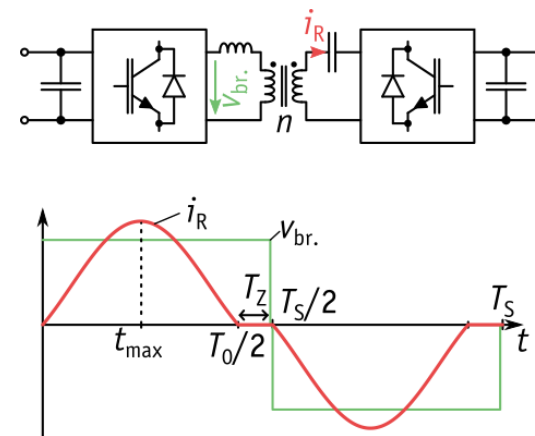 i_R
v_br.
n
i_R
v_br.
T_Z
T_S/2
T_S
t_max
T_0/2
t